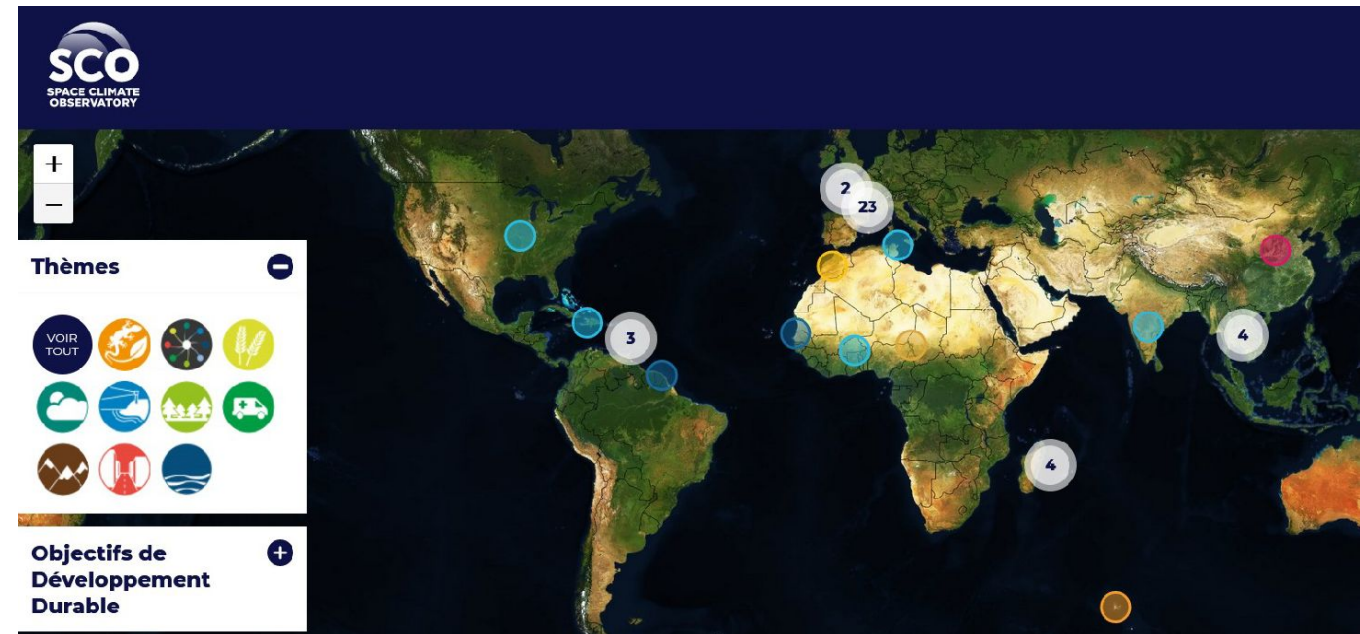 SCO
SPACE CLIMATE
OBSERVATORY
+
−
2
23
3
4
4
Thèmes
VOIR
TOUT
Objectifs de
Développement
Durable